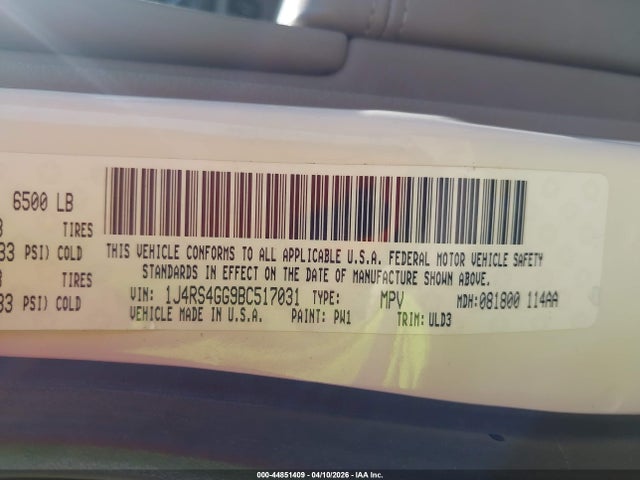 6500 LB
TIRES
33 PSI) COLD
TIRES
33 PSI) COLD
THIS VEHICLE CONFORMS TO ALL APPLICABLE U.S.A. FEDERAL MOTOR VEHICLE SAFETY
STANDARDS IN EFFECT ON THE DATE OF MANUFACTURE SHOWN ABOVE.
VIN: 1J4RS4GG9BC517031 TYPE: MPV MDH:081800 114AA
VEHICLE MADE IN U.S.A. PAINT: PW1 TRIM: ULD3
000-44851409 - 04/10/2026 - IAA Inc.